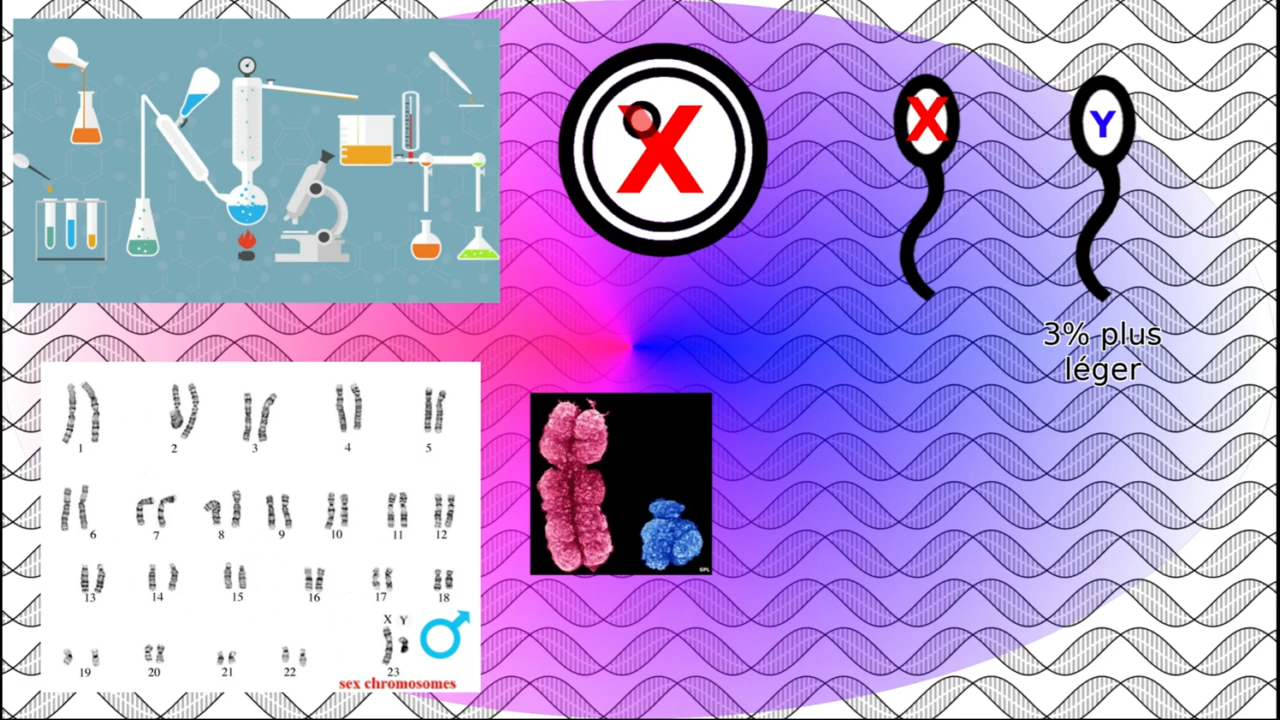 X
X
Y
3% plus
léger
1 2 3 4 5
6 7 8 9 10 11 12
13 14 15 16 17 18
X Y
19 20 21 22 23
sex chromosomes
SPL